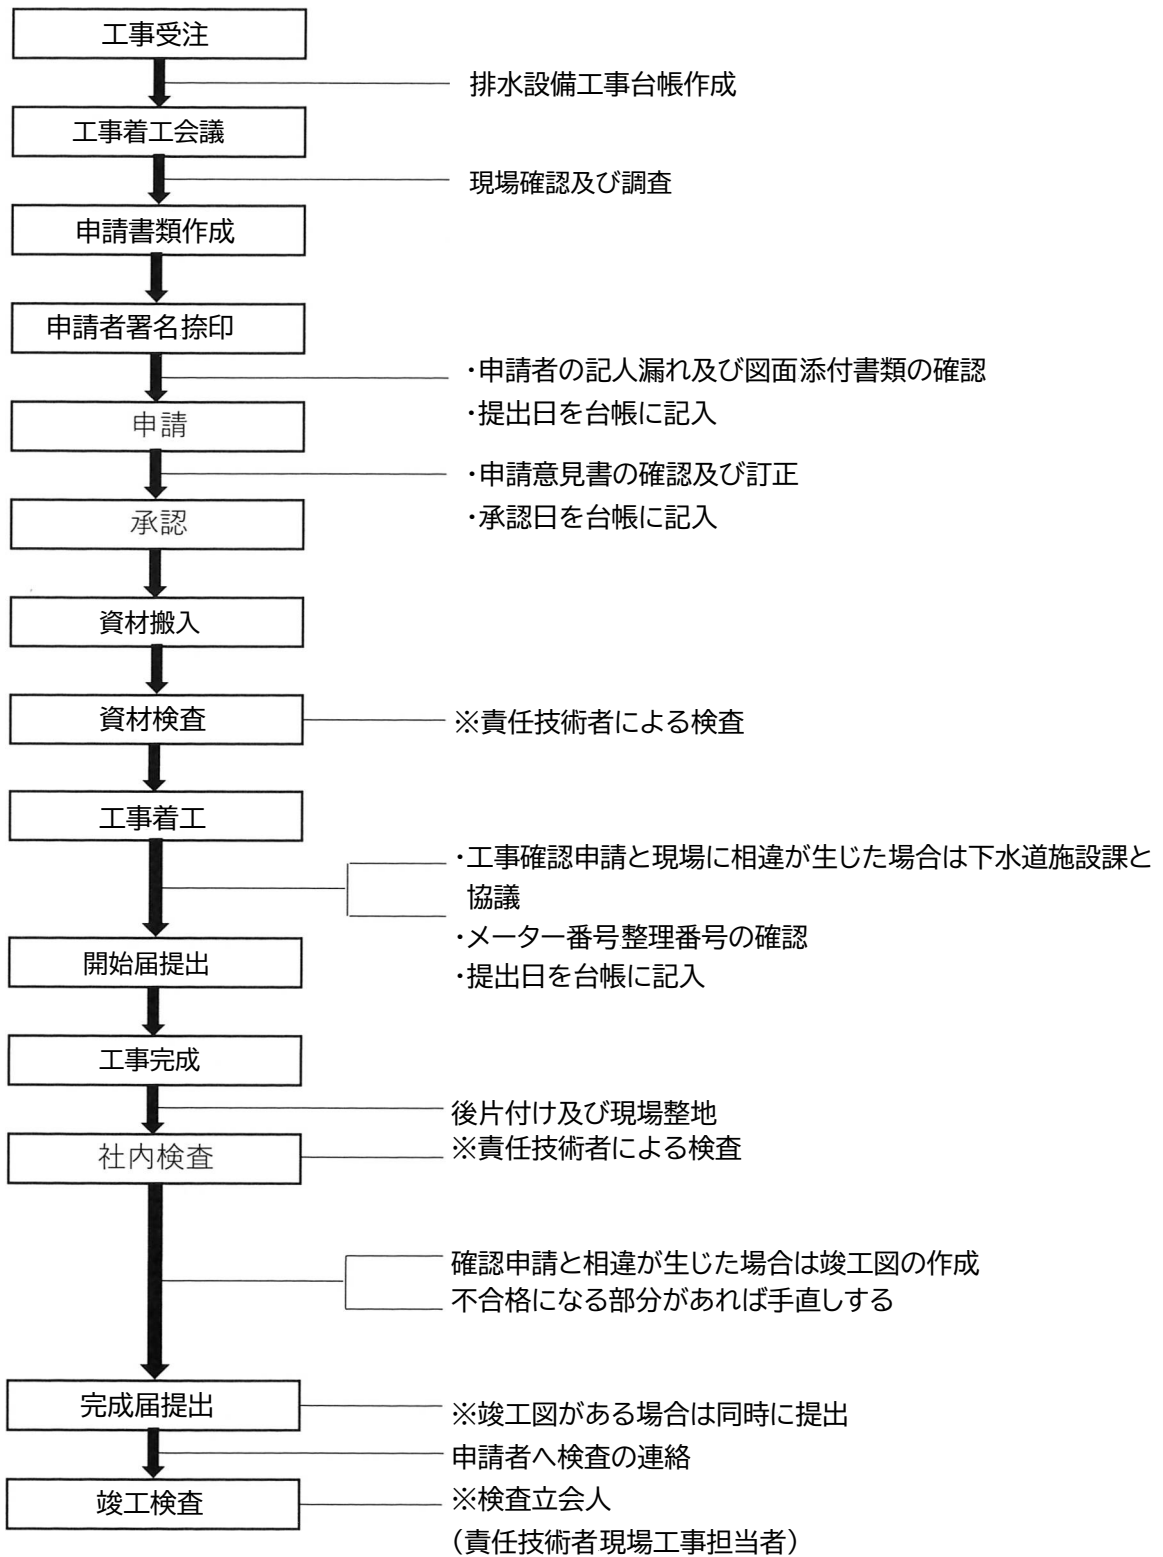 工事受注
排水設備工事台帳作成
工事着工会議
現場確認及び調査
申請書類作成
申請者署名捺印
・申請者の記人漏れ及び図面添付書類の確認
・提出日を台帳に記入
申請
・申請意見書の確認及び訂正
・承認日を台帳に記入
承認
資材搬入
資材検査
※責任技術者による検査
工事着工
・工事確認申請と現場に相違が生じた場合は下水道施設課と
協議
・メーター番号整理番号の確認
・提出日を台帳に記入
開始届提出
工事完成
後片付け及び現場整地
社内検査
※責任技術者による検査
確認申請と相違が生じた場合は竣工図の作成
不合格になる部分があれば手直しする
完成届提出
※竣工図がある場合は同時に提出
申請者へ検査の連絡
竣工検査
※検査立会人
（責任技術者現場工事担当者）